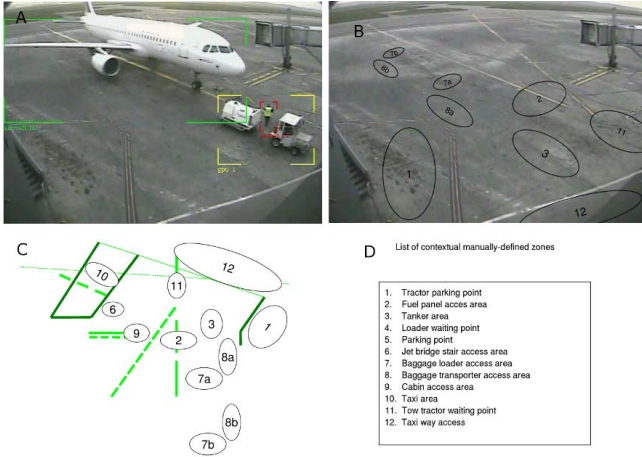 A
B
7b
8b
7a
8a
2
11
3
1
12
C
12
10
11
6
3
1
9
2
8a
7a
8b
7b
D
List of contextual manually-defined zones
1. Tractor parking point
2. Fuel panel acces area
3. Tanker area
4. Loader waiting point
5. Parking point
6. Jet bridge stair access area
7. Baggage loader access area
8. Baggage transporter access area
9. Cabin access area
10. Taxi area
11. Tow tractor waiting point
12. Taxi way access